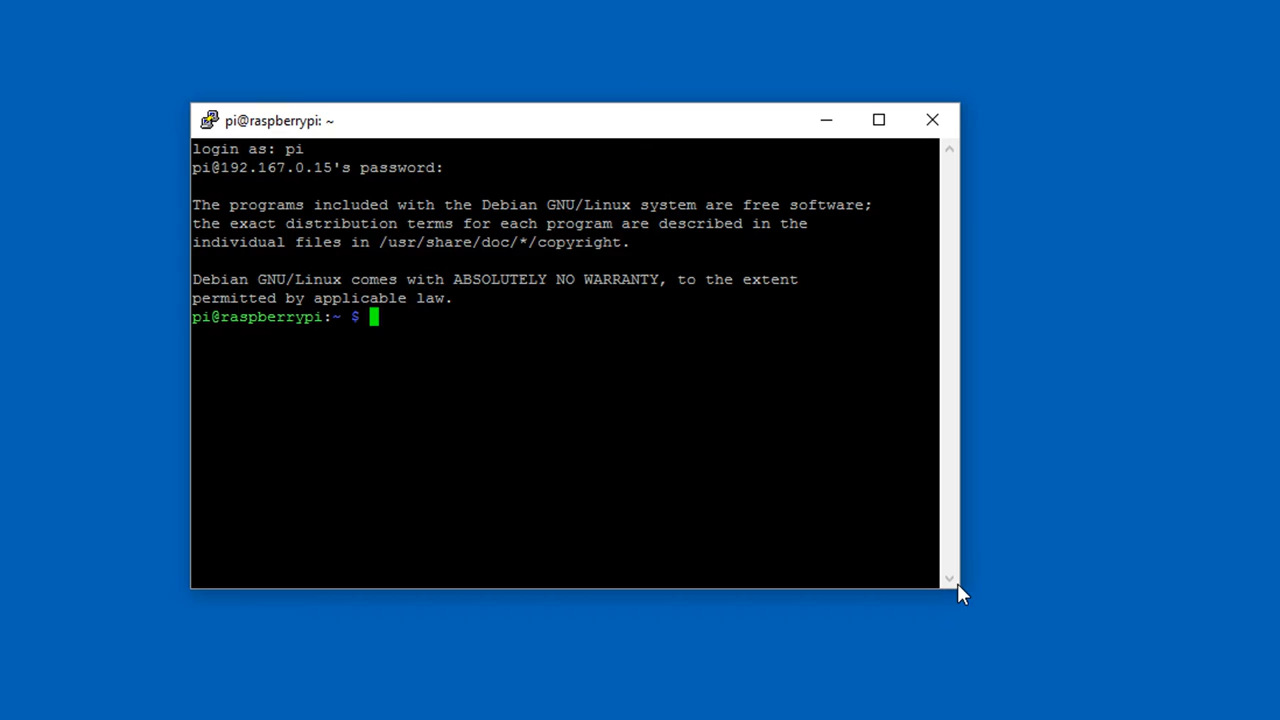 pi@raspberrypi: ~
login as: pi
pi@192.167.0.15's password:
The programs included with the Debian GNU/Linux system are free software;
the exact distribution terms for each program are described in the
individual files in /usr/share/doc/*/copyright.
Debian GNU/Linux comes with ABSOLUTELY NO WARRANTY, to the extent
permitted by applicable law.
pi@raspberrypi:~ $